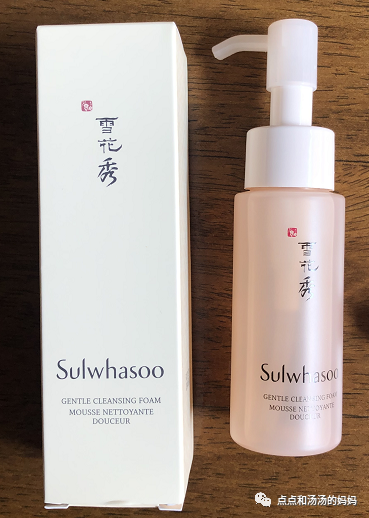 雪花秀
Sulwhasoo
GENTLE CLEANSING FOAM
MOUSSE NETTOYANTE
DOUCEUR
雪花秀
Sulwhasoo
GENTLE CLEANSING FOAM
MOUSSE NETTOYANTE
DOUCEUR
点点和汤汤的妈妈